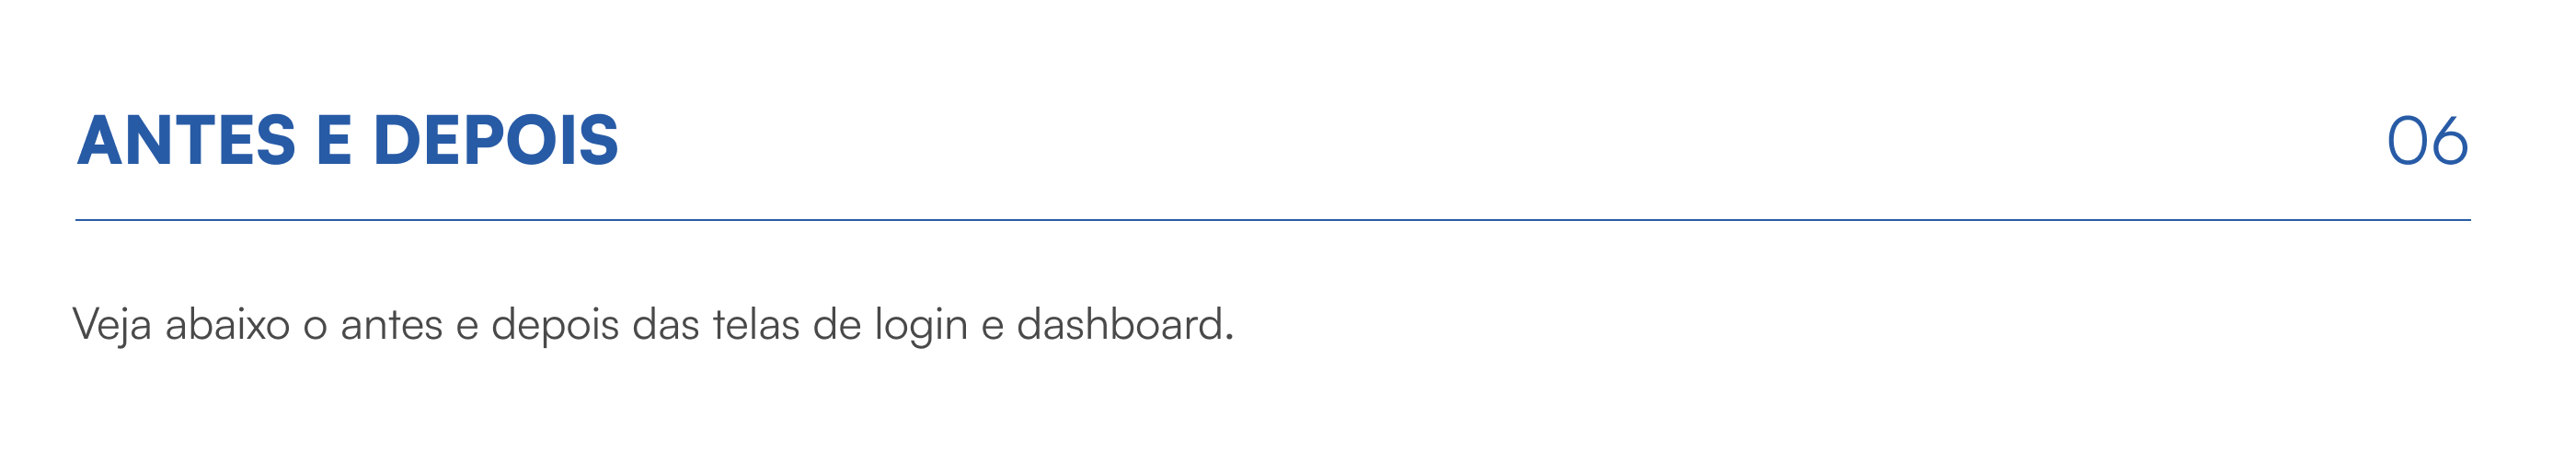 ANTES E DEPOIS 06
Veja abaixo o antes e depois das telas de login e dashboard.